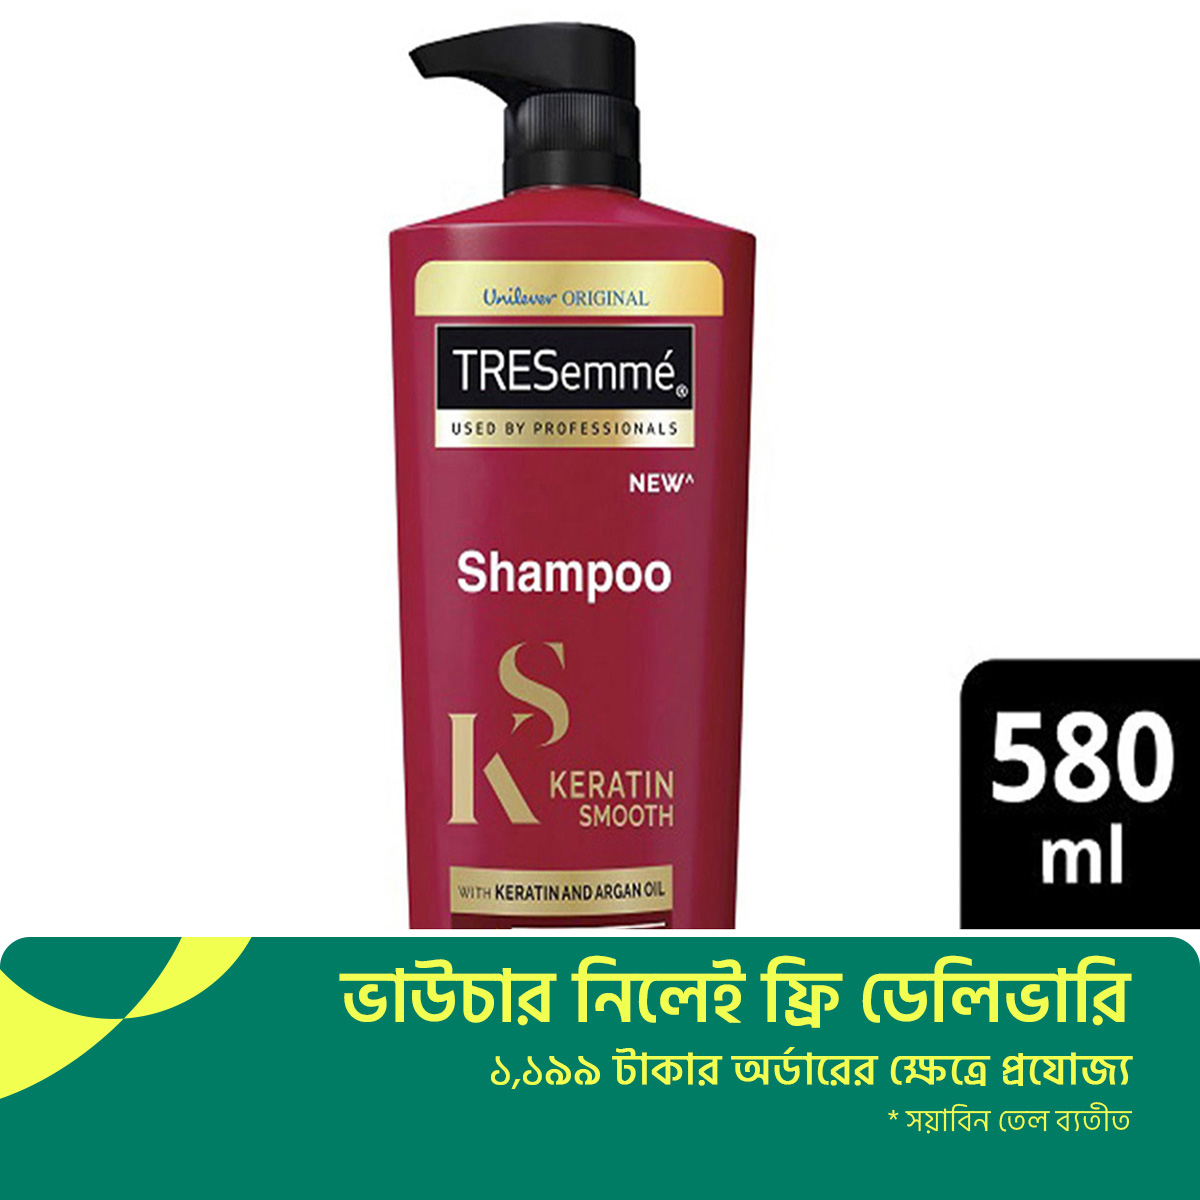 Unilever ORIGINAL
TRESemmé®
USED BY PROFESSIONALS
NEW^
Shampoo
KS
KERATIN
SMOOTH
WITH KERATIN AND ARGAN OIL
580
ml
ভাউচার নিলেই ফ্রি ডেলিভারি
১,১৯৯ টাকার অর্ডারের ক্ষেত্রে প্রযোজ্য
* সয়াবিন তেল ব্যতীত